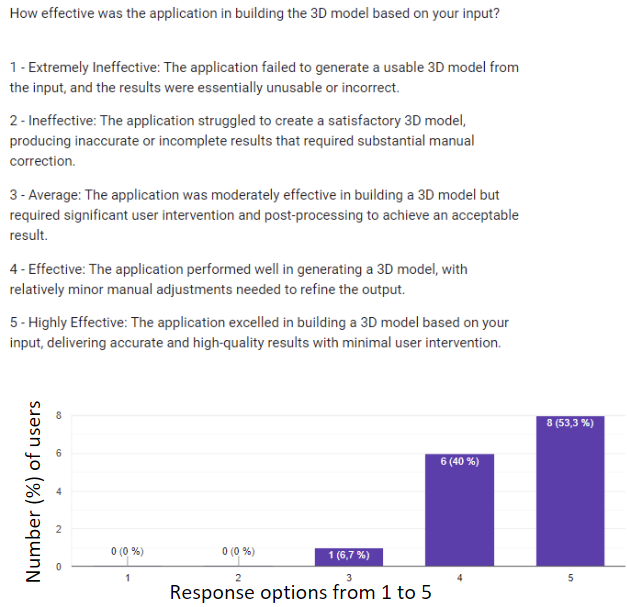 How effective was the application in building the 3D model based on your input?
1 - Extremely Ineffective: The application failed to generate a usable 3D model from
the input, and the results were essentially unusable or incorrect.
2 - Ineffective: The application struggled to create a satisfactory 3D model,
producing inaccurate or incomplete results that required substantial manual
correction.
3 - Average: The application was moderately effective in building a 3D model but
required significant user intervention and post-processing to achieve an acceptable
result.
4 - Effective: The application performed well in generating a 3D model, with
relatively minor manual adjustments needed to refine the output.
5 - Highly Effective: The application excelled in building a 3D model based on your
input, delivering accurate and high-quality results with minimal user intervention.
Number (%) of users
8
6
4
2
0
0 (0 %)
0 (0 %)
1 (6,7 %)
6 (40 %)
8 (53,3 %)
1
2
3
4
5
Response options from 1 to 5